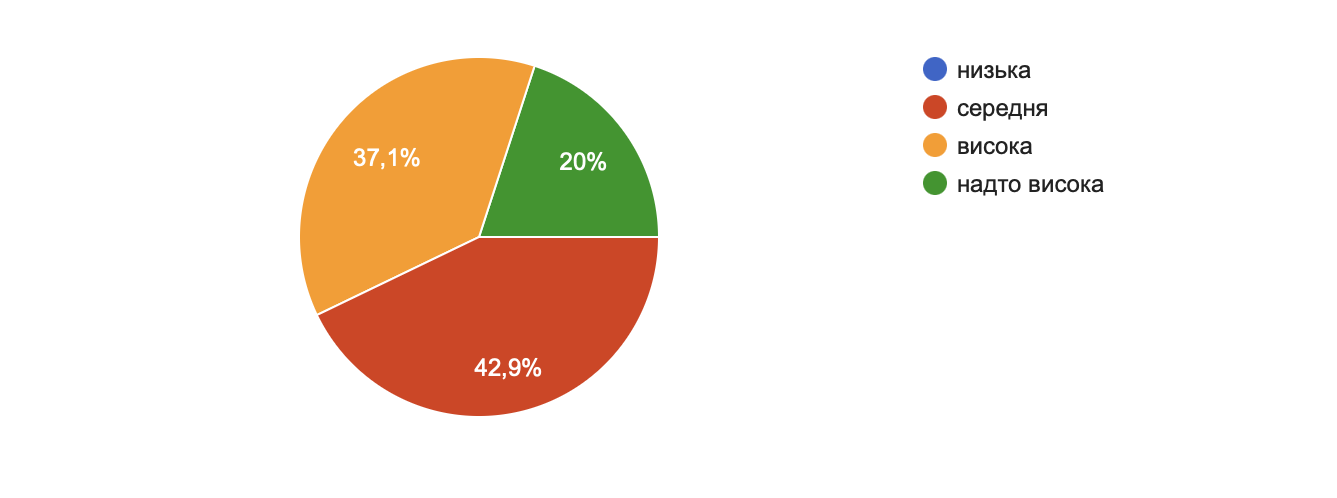 37,1%
20%
42,9%
низька
середня
висока
надто висока